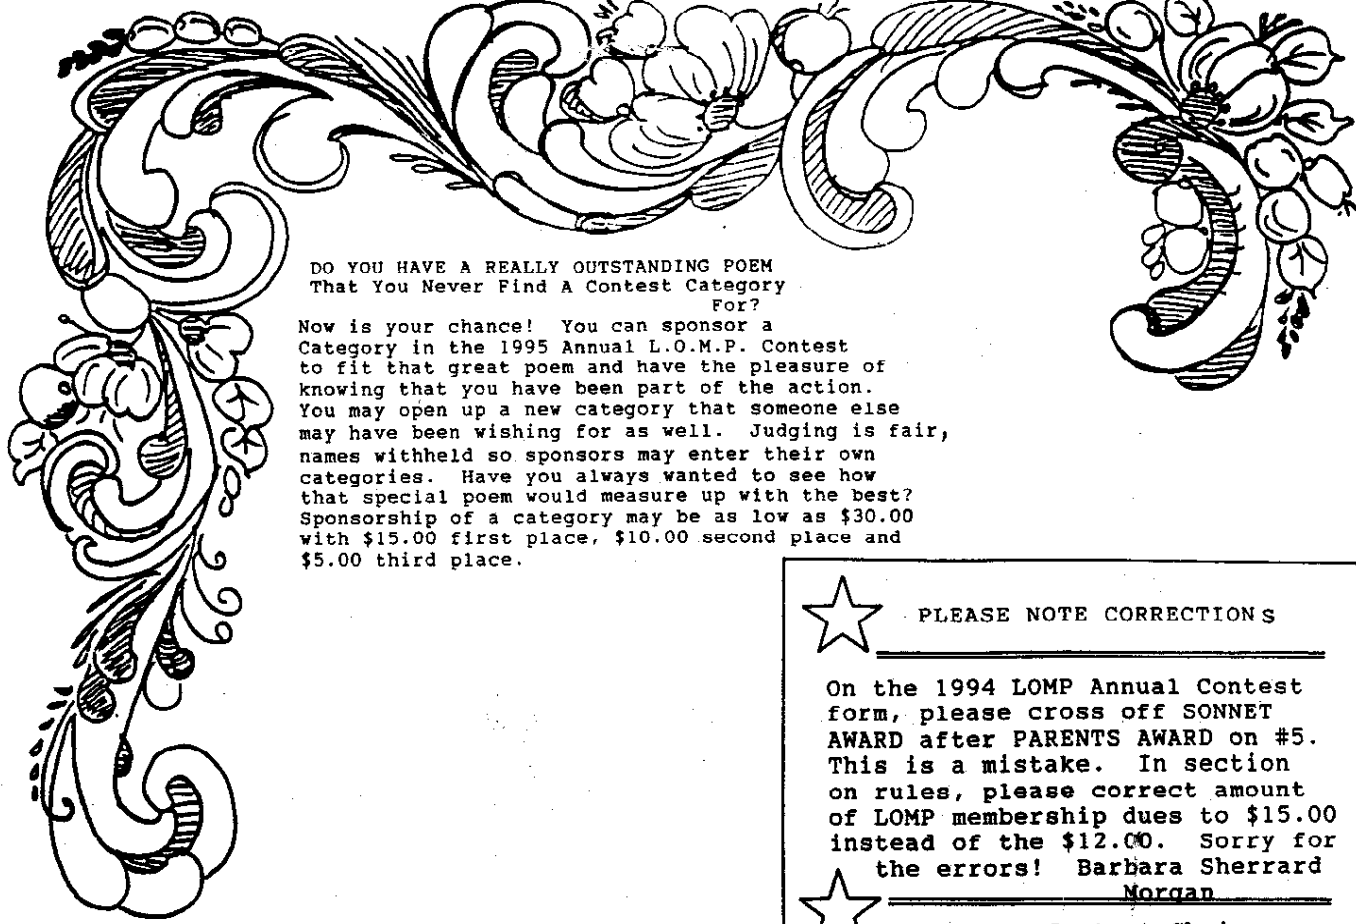 DO YOU HAVE A REALLY OUTSTANDING POEM
That You Never Find A Contest Category
For?
Now is your chance!  You can sponsor a
Category in the 1995 Annual L.O.M.P. Contest
to fit that great poem and have the pleasure of
knowing that you have been part of the action.
You may open up a new category that someone else
may have been wishing for as well.  Judging is fair,
names withheld so sponsors may enter their own
categories.  Have you always wanted to see how
that special poem would measure up with the best?
Sponsorship of a category may be as low as $30.00
with $15.00 first place, $10.00 second place and
$5.00 third place.
PLEASE NOTE CORRECTIONS
On the 1994 LOMP Annual Contest
form, please cross off SONNET
AWARD after PARENTS AWARD on #5.
This is a mistake.  In section
on rules, please correct amount
of LOMP membership dues to $15.00
instead of the $12.00.  Sorry for
the errors!  Barbara Sherrard
Morgan